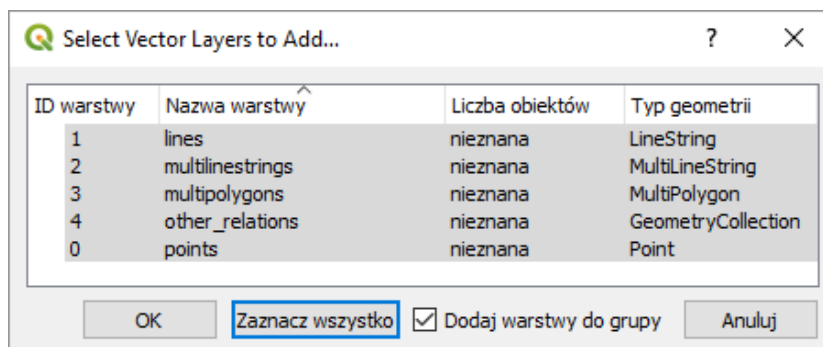 Select Vector Layers to Add... ? X
ID warstwy Nazwa warstwy Liczba obiektów Typ geometrii
1 lines nieznana LineString
2 multilinestrings nieznana MultiLineString
3 multipolygons nieznana MultiPolygon
4 other_relations nieznana GeometryCollection
0 points nieznana Point
OK Zaznacz wszystko Dodaj warstwy do grupy Anuluj